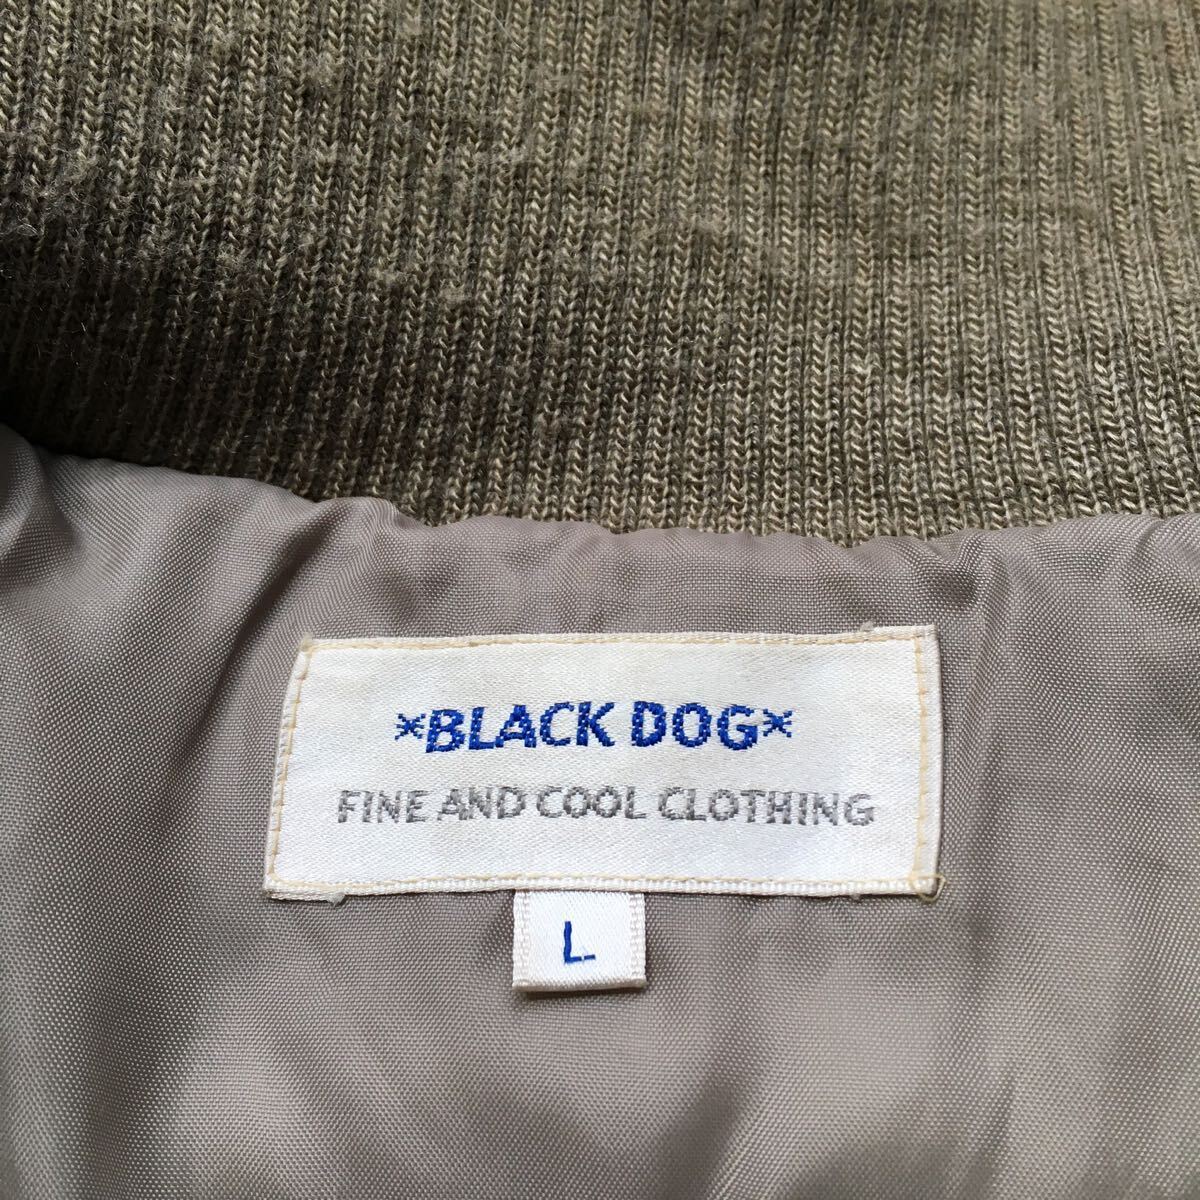 *BLACK DOG*
FINE AND COOL CLOTHING
L